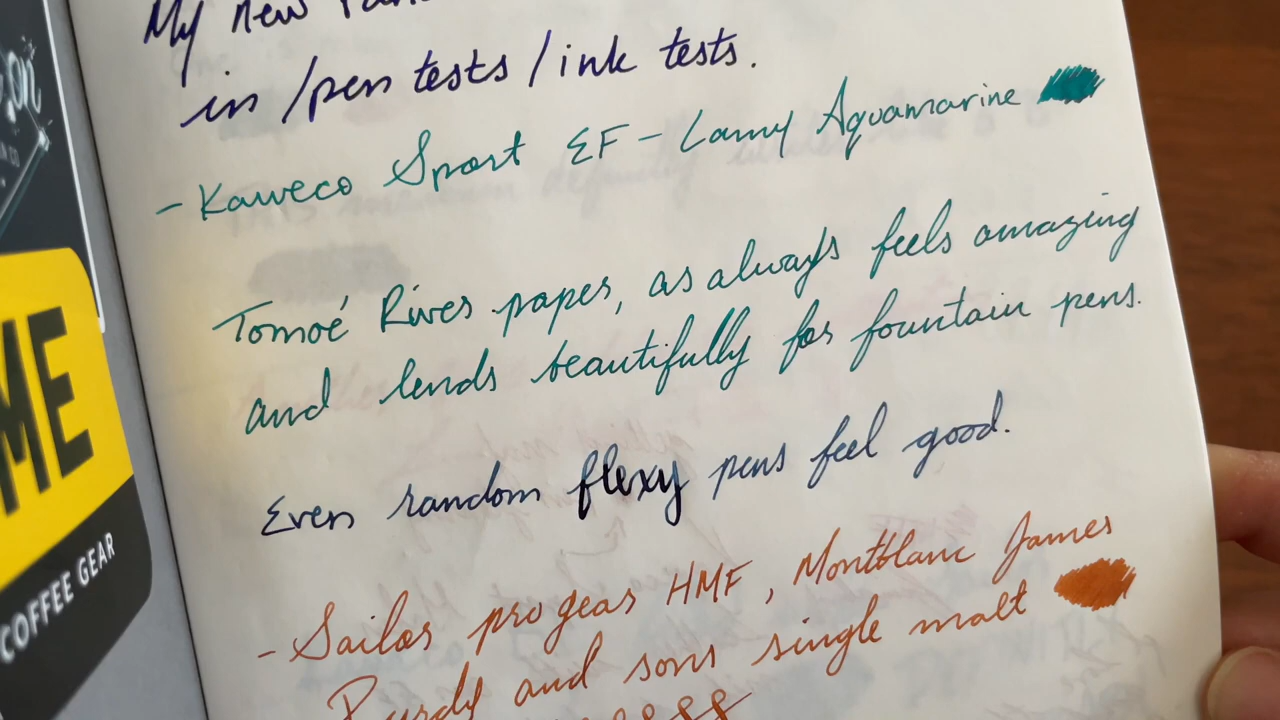 My new
in /pen tests/ink tests.
- Kaweco Sport EF - Lamy Aquamarine
Tomoé River paper, as always feels amazing
and lends beautifully for fountain pens.
Even random flexy pens feel good.
- Sailor pro gear HMF, Montblanc James
Purdy and sons single malt
ME
COFFEE GEAR